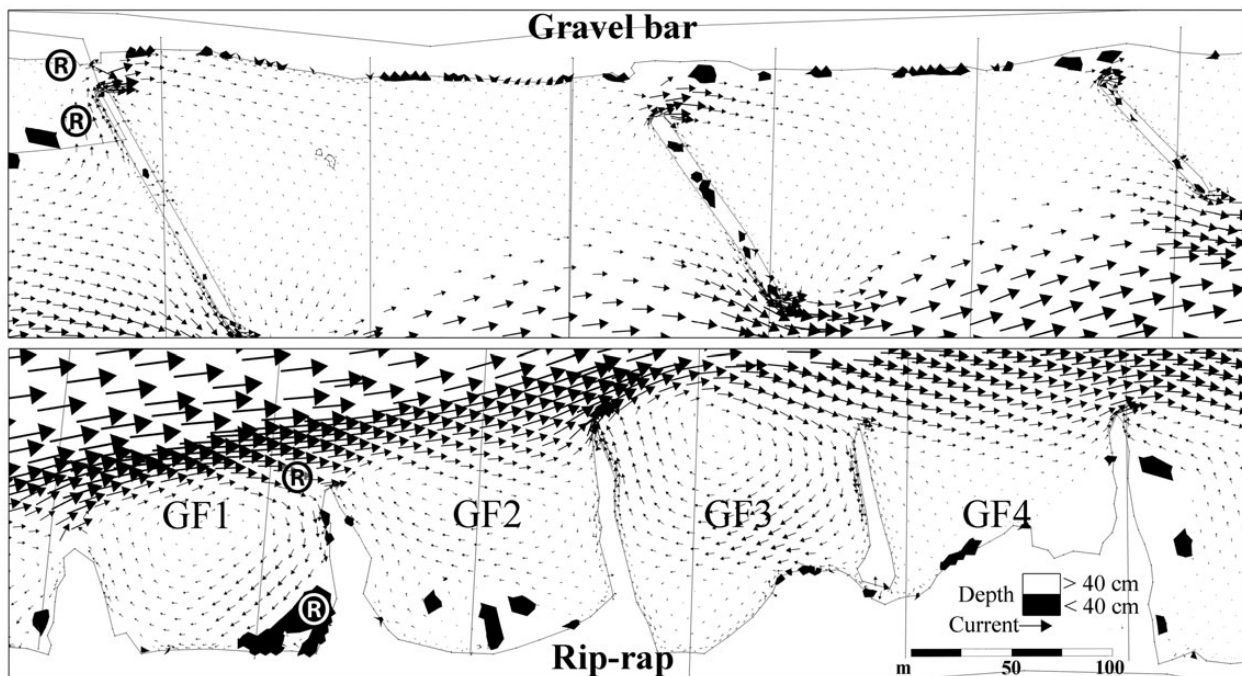 Gravel bar
R
R
R
GF1
GF2
GF3
GF4
R
Depth
> 40 cm
< 40 cm
Current
m 50 100
Rip-rap